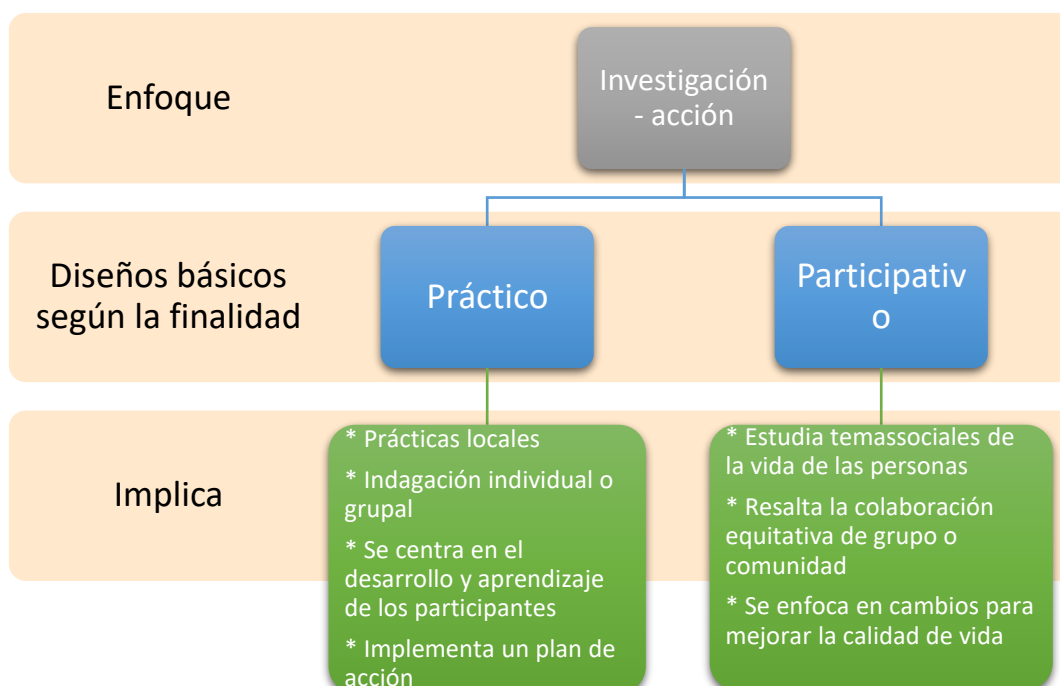 Enfoque
Investigación
- acción
Diseños básicos
según la finalidad
Práctico
Participativ
o
Implica
* Prácticas locales
* Indagación individual o
grupal
* Se centra en el
desarrollo y aprendizaje
de los participantes
* Implementa un plan de
acción
* Estudia temassociales de
la vida de las personas
* Resalta la colaboración
equitativa de grupo o
comunidad
* Se enfoca en cambios para
mejorar la calidad de vida